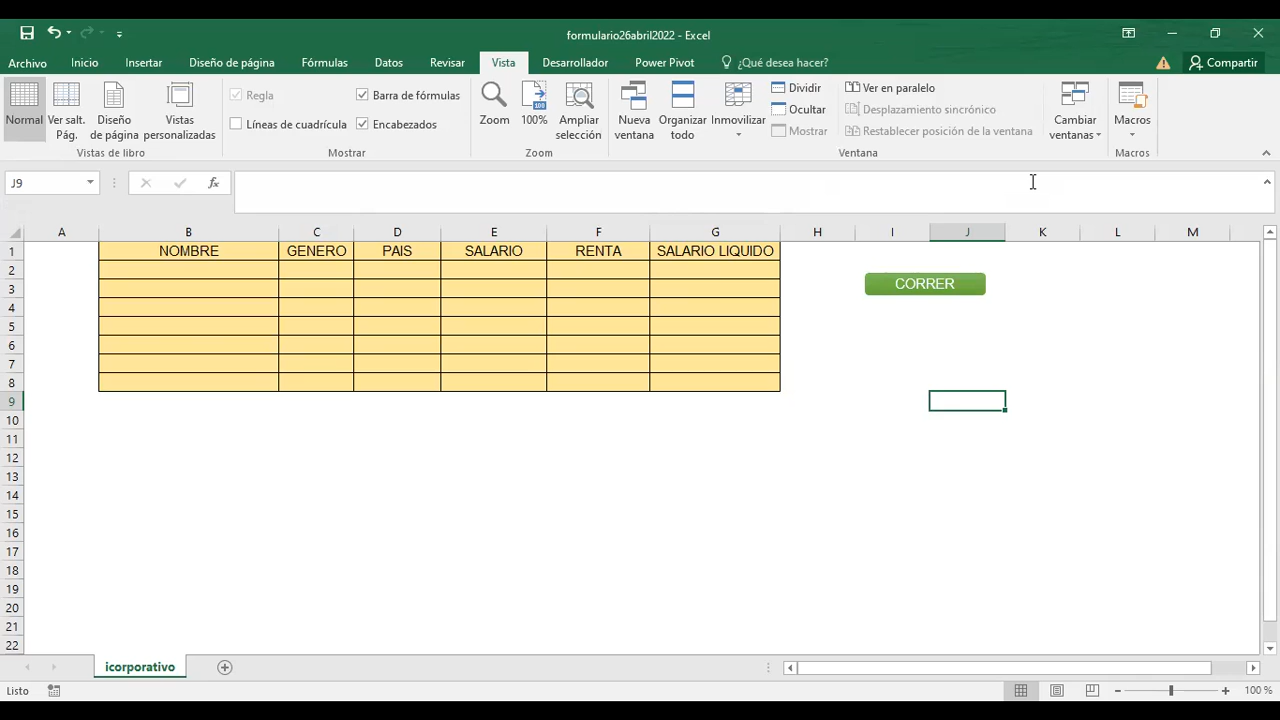 formulario26abril2022 - Excel
Archivo Inicio Insertar Diseño de página Fórmulas Datos Revisar Vista Desarrollador Power Pivot ¿Qué desea hacer? Compartir
Normal
Ver salt. Pág.
Diseño de página
Vistas personalizadas
Vistas de libro
Regla
Barra de fórmulas
Líneas de cuadrícula
Encabezados
Mostrar
Zoom
100%
Ampliar selección
Zoom
Nueva ventana
Organizar todo
Inmovilizar
Dividir
Ocultar
Mostrar
Ver en paralelo
Desplazamiento sincrónico
Restablecer posición de la ventana
Cambiar ventanas
Ventana
Macros
Macros
J9 fx
A B C D E F G H I J K L M
1 NOMBRE GENERO PAIS SALARIO RENTA SALARIO LIQUIDO
2
3
CORRER
4
5
6
7
8
9
10
11
12
13
14
15
16
17
18
19
20
21
22
icorporativo
Listo
100 %